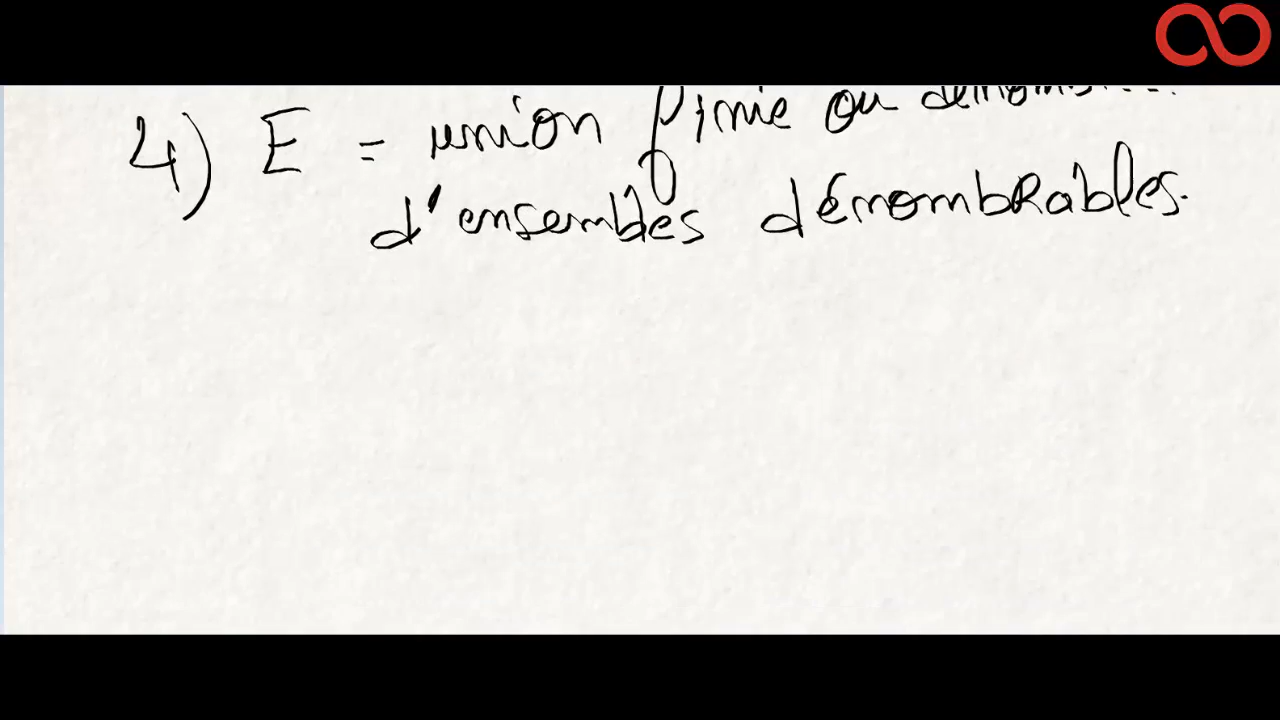 4) E = union finie ou
d'ensembles dénombrables.